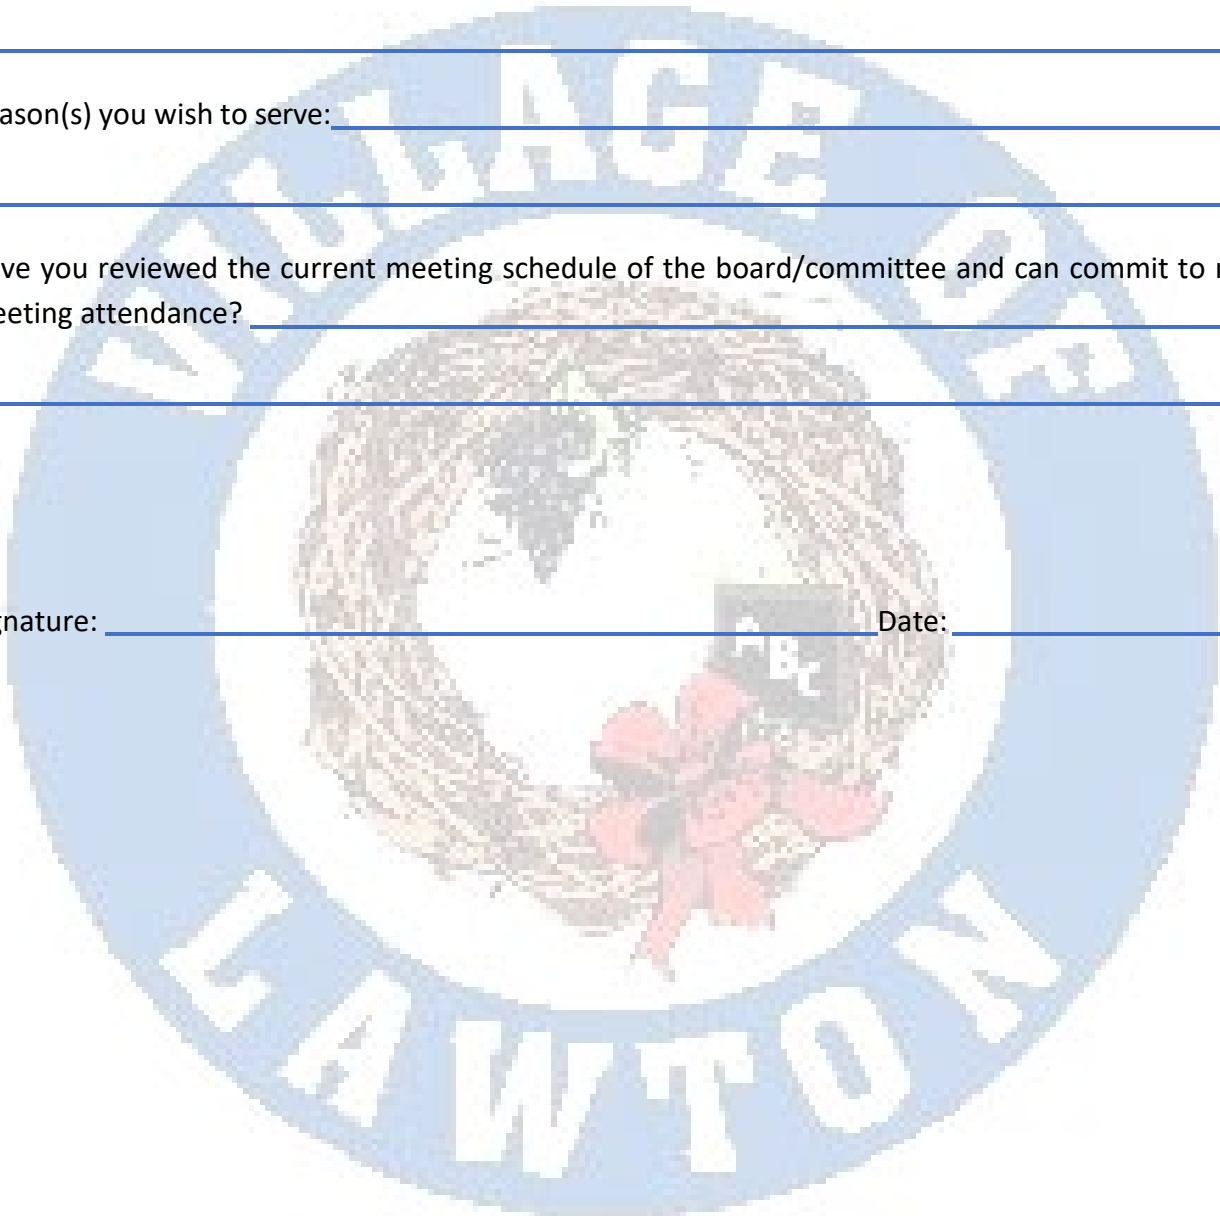 VILLAGE OF
ason(s) you wish to serve:
ve you reviewed the current meeting schedule of the board/committee and can commit to
eeting attendance?
gnature: Date:
ABC
LAWTON